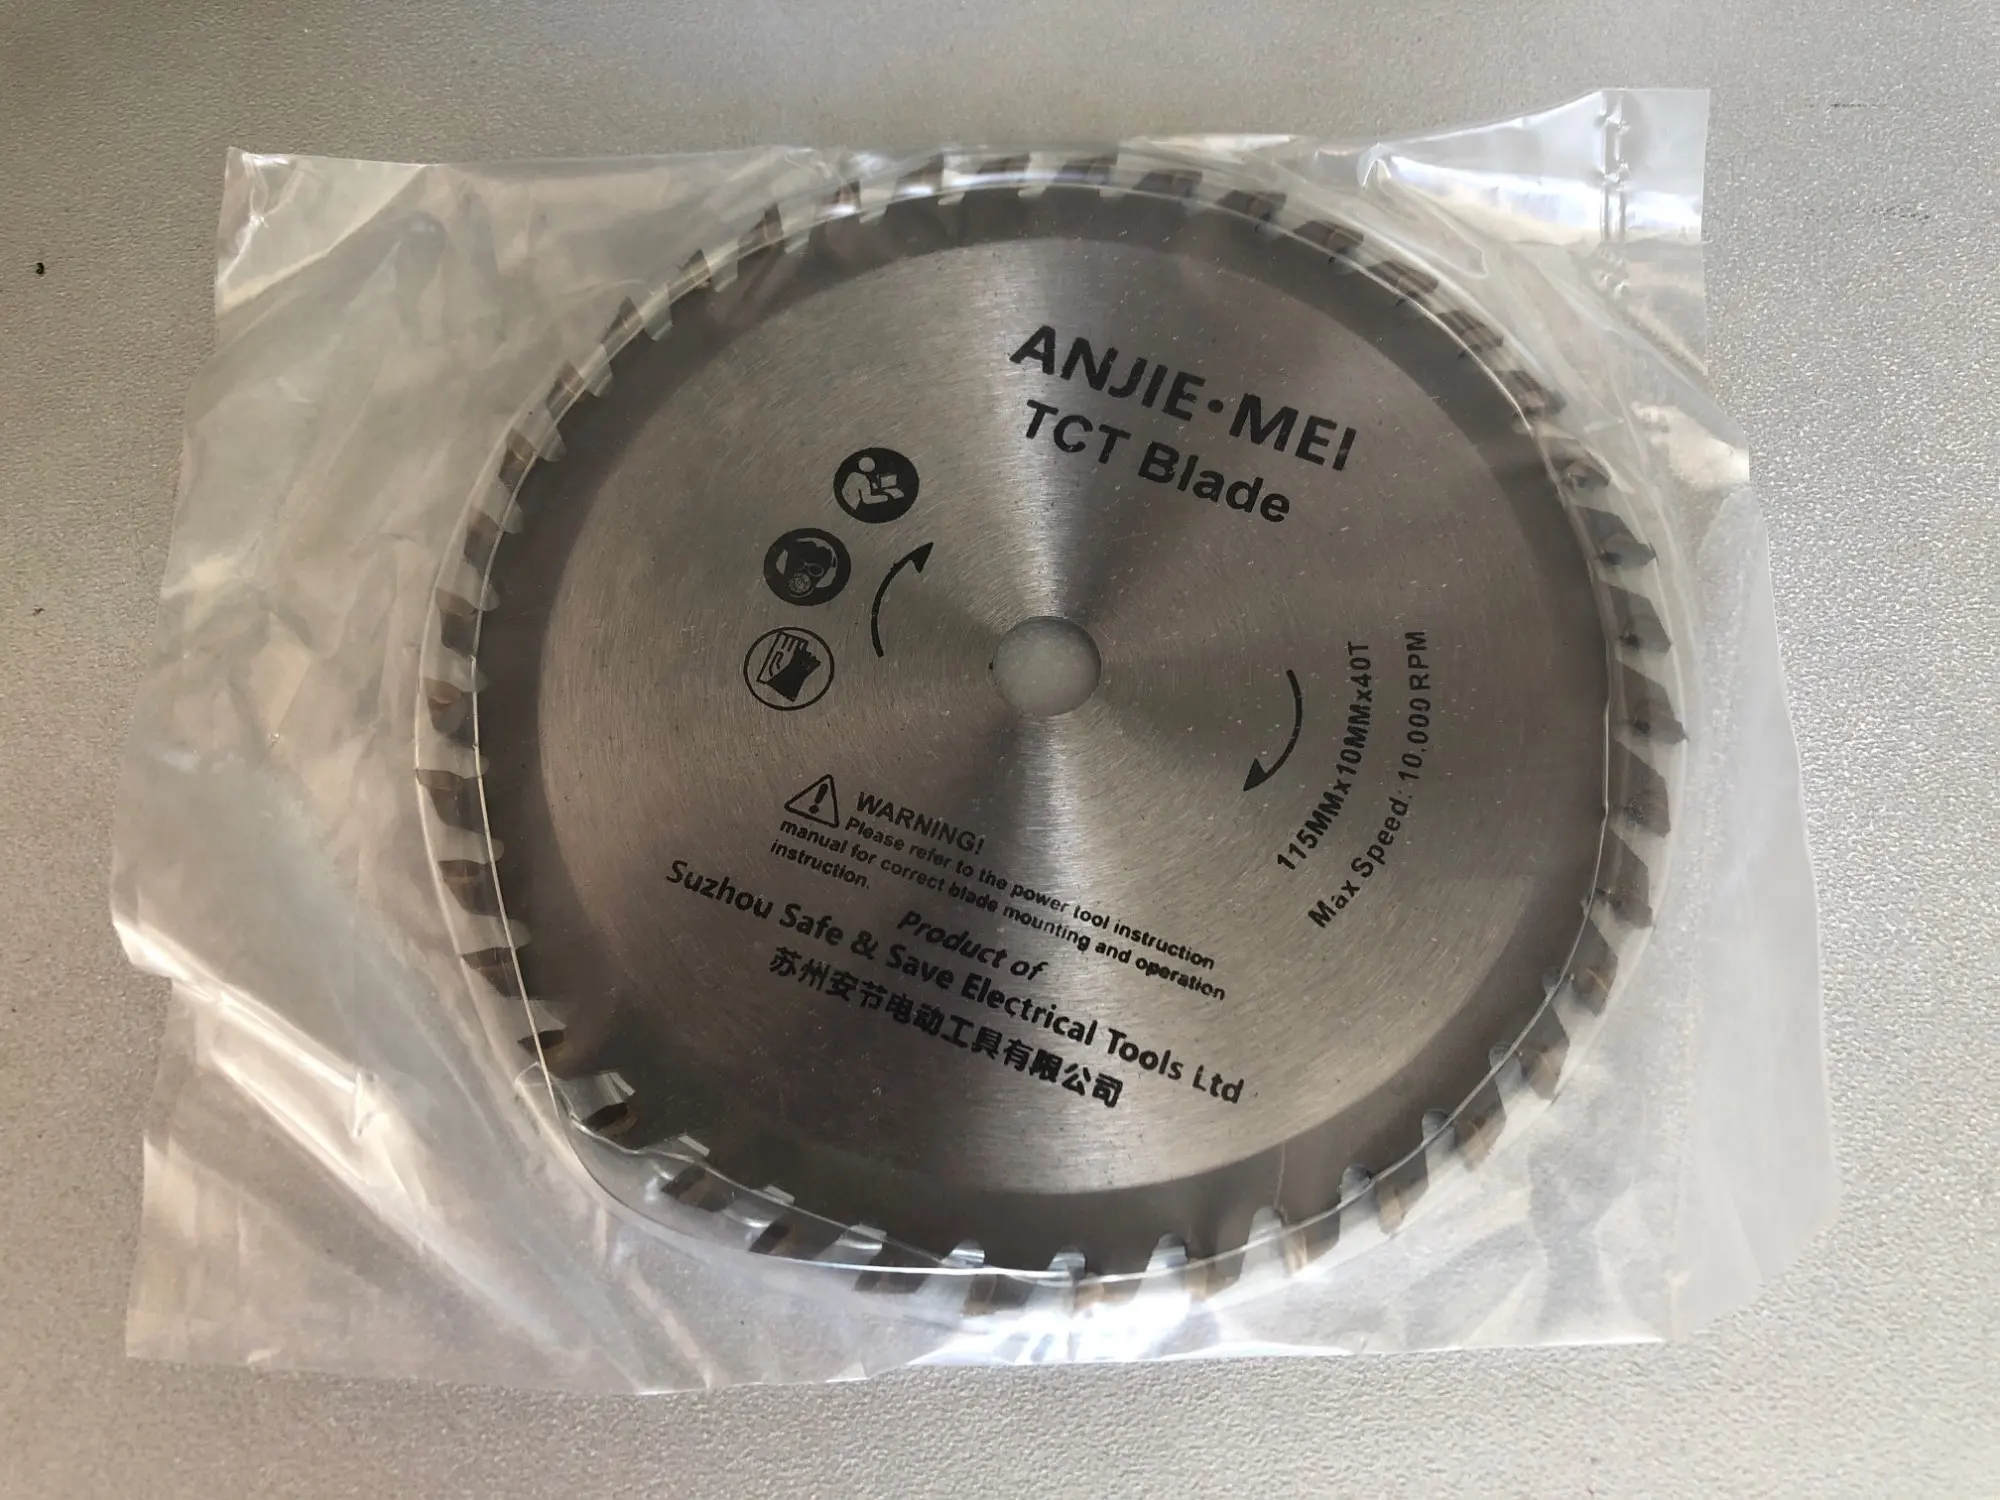 ANJIE·MEI
TCT Blade
115MMx10MMx40T
Max Speed: 10.000RPM
WARNING!
Please refer to the power tool instruction
manual for correct blade mounting and operation
instruction.
Product of
Suzhou Safe & Save Electrical Tools Ltd
苏州安节电动工具有限公司